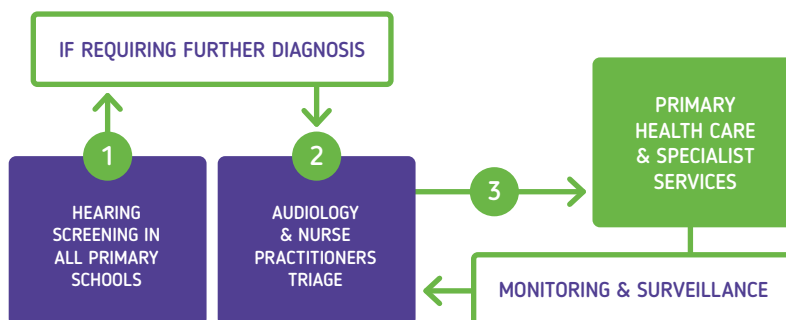 IF REQUIRING FURTHER DIAGNOSIS
1
HEARING
SCREENING IN
ALL PRIMARY
SCHOOLS
2
AUDIOLOGY
& NURSE
PRACTITIONERS
TRIAGE
3
PRIMARY
HEALTH CARE
& SPECIALIST
SERVICES
MONITORING & SURVEILLANCE